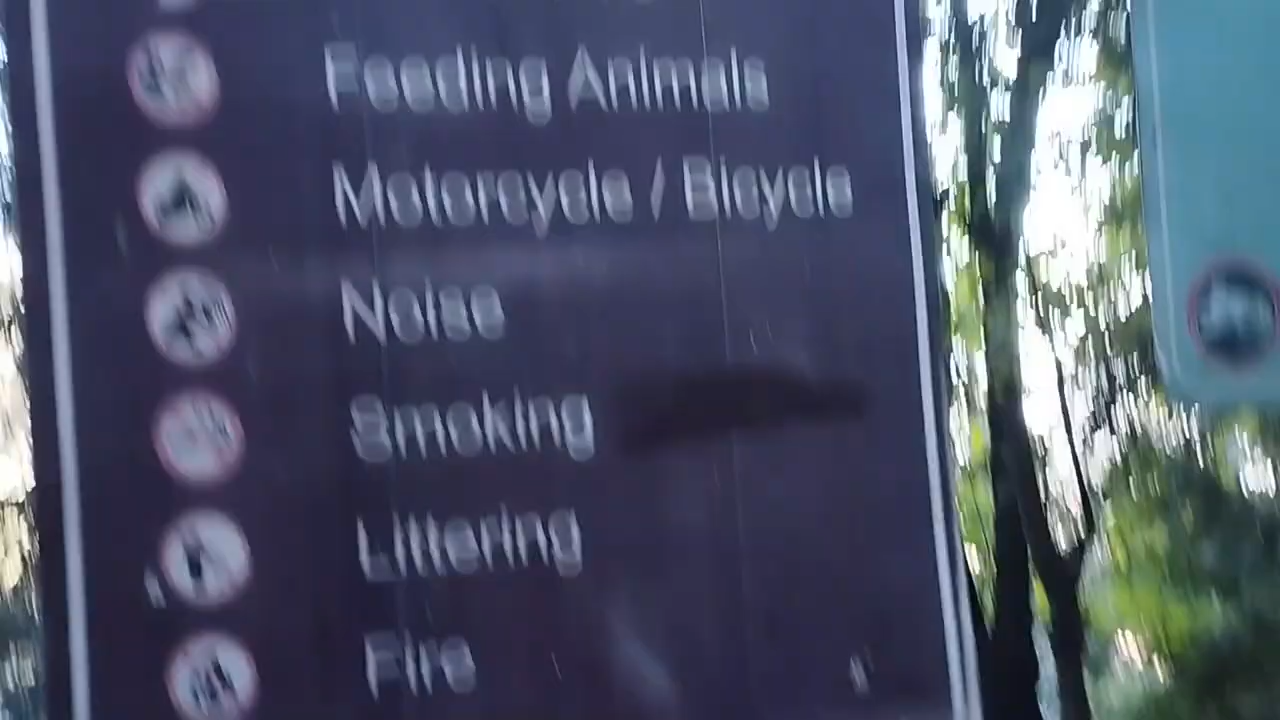 Feeding Animals
Motorcycle / Bicycle
Noise
Smoking
Littering
Fire